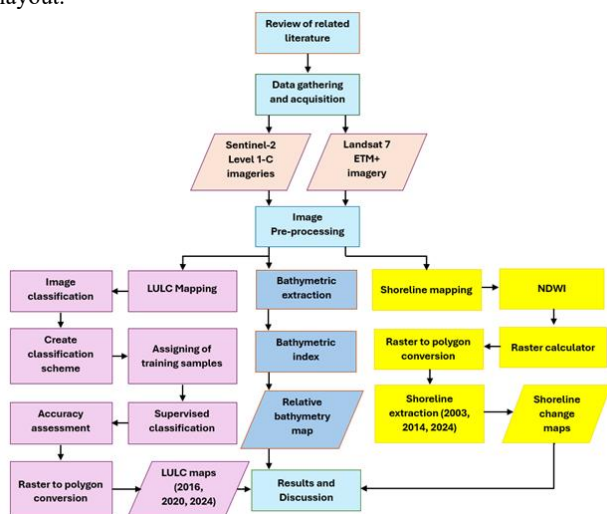 layout.
Review of related
literature
Data gathering
and acquisition
Sentinel-2
Level 1-C
imageries
Landsat 7
ETM+
imagery
Image
Pre-processing
Image
classification
LULC Mapping
Bathymetric
extraction
Shoreline mapping
NDWI
Create
classification
scheme
Assigning of
training samples
Bathymetric
index
Raster to polygon
conversion
Raster calculator
Accuracy
assessment
Supervised
classification
Relative
bathymetry
map
Shoreline
extraction (2003,
2014, 2024)
Shoreline
change
maps
Raster to polygon
conversion
LULC maps
(2016,
2020, 2024)
Results and
Discussion